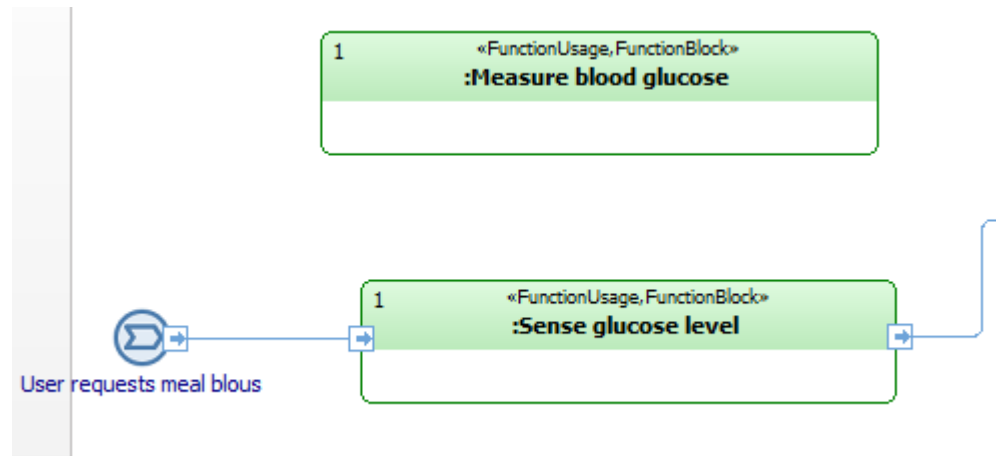 1
«FunctionUsage,FunctionBlock»
:Measure blood glucose
1
«FunctionUsage,FunctionBlock»
:Sense glucose level
User requests meal blous